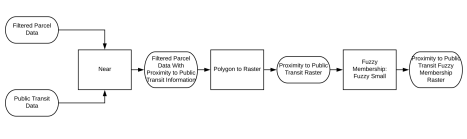 Filtered Parcel
Data
Public Transit
Data
Near
Filtered Parcel
Data With
Proximity to Public
Transit Information
Polygon to Raster
Proximity to Public
Transit Raster
Fuzzy
Membership:
Fuzzy Small
Proximity to Public
Transit Fuzzy
Membership
Raster